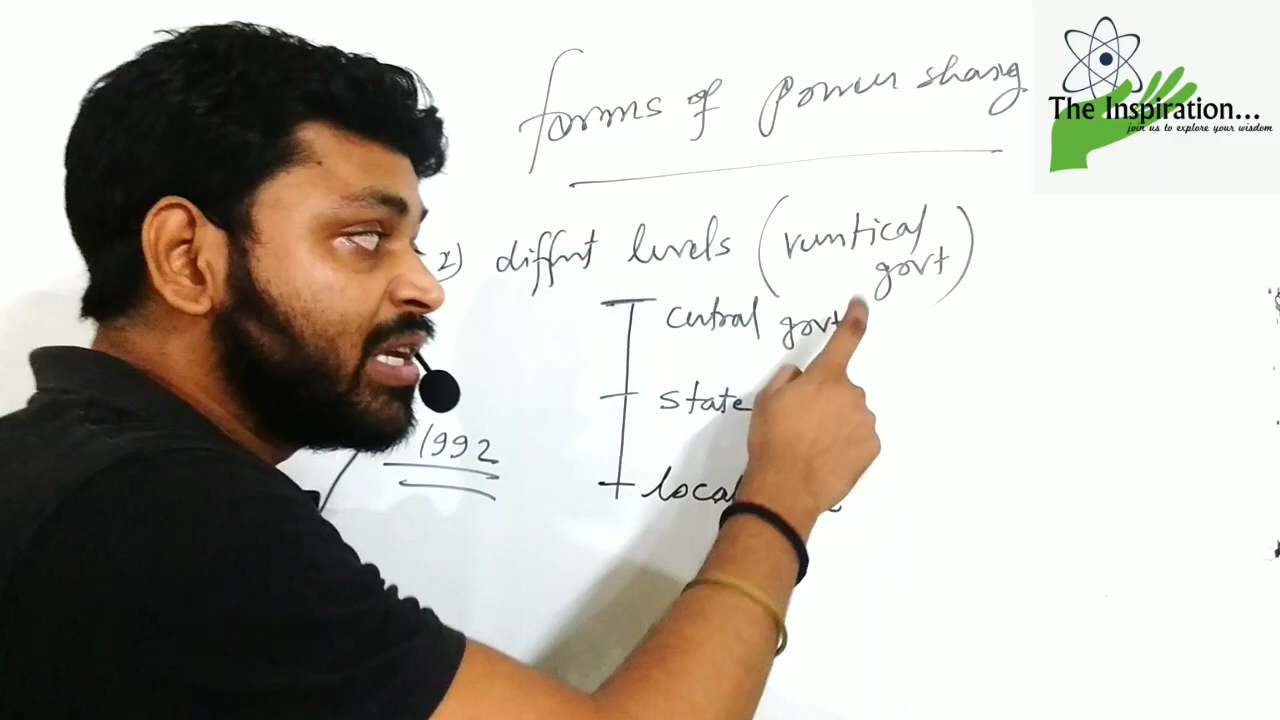 forms of power sharing
The Inspiration...
join us to explore your wisdom
2) diffent levels (vertical
govt)
central govt
state
local
1992